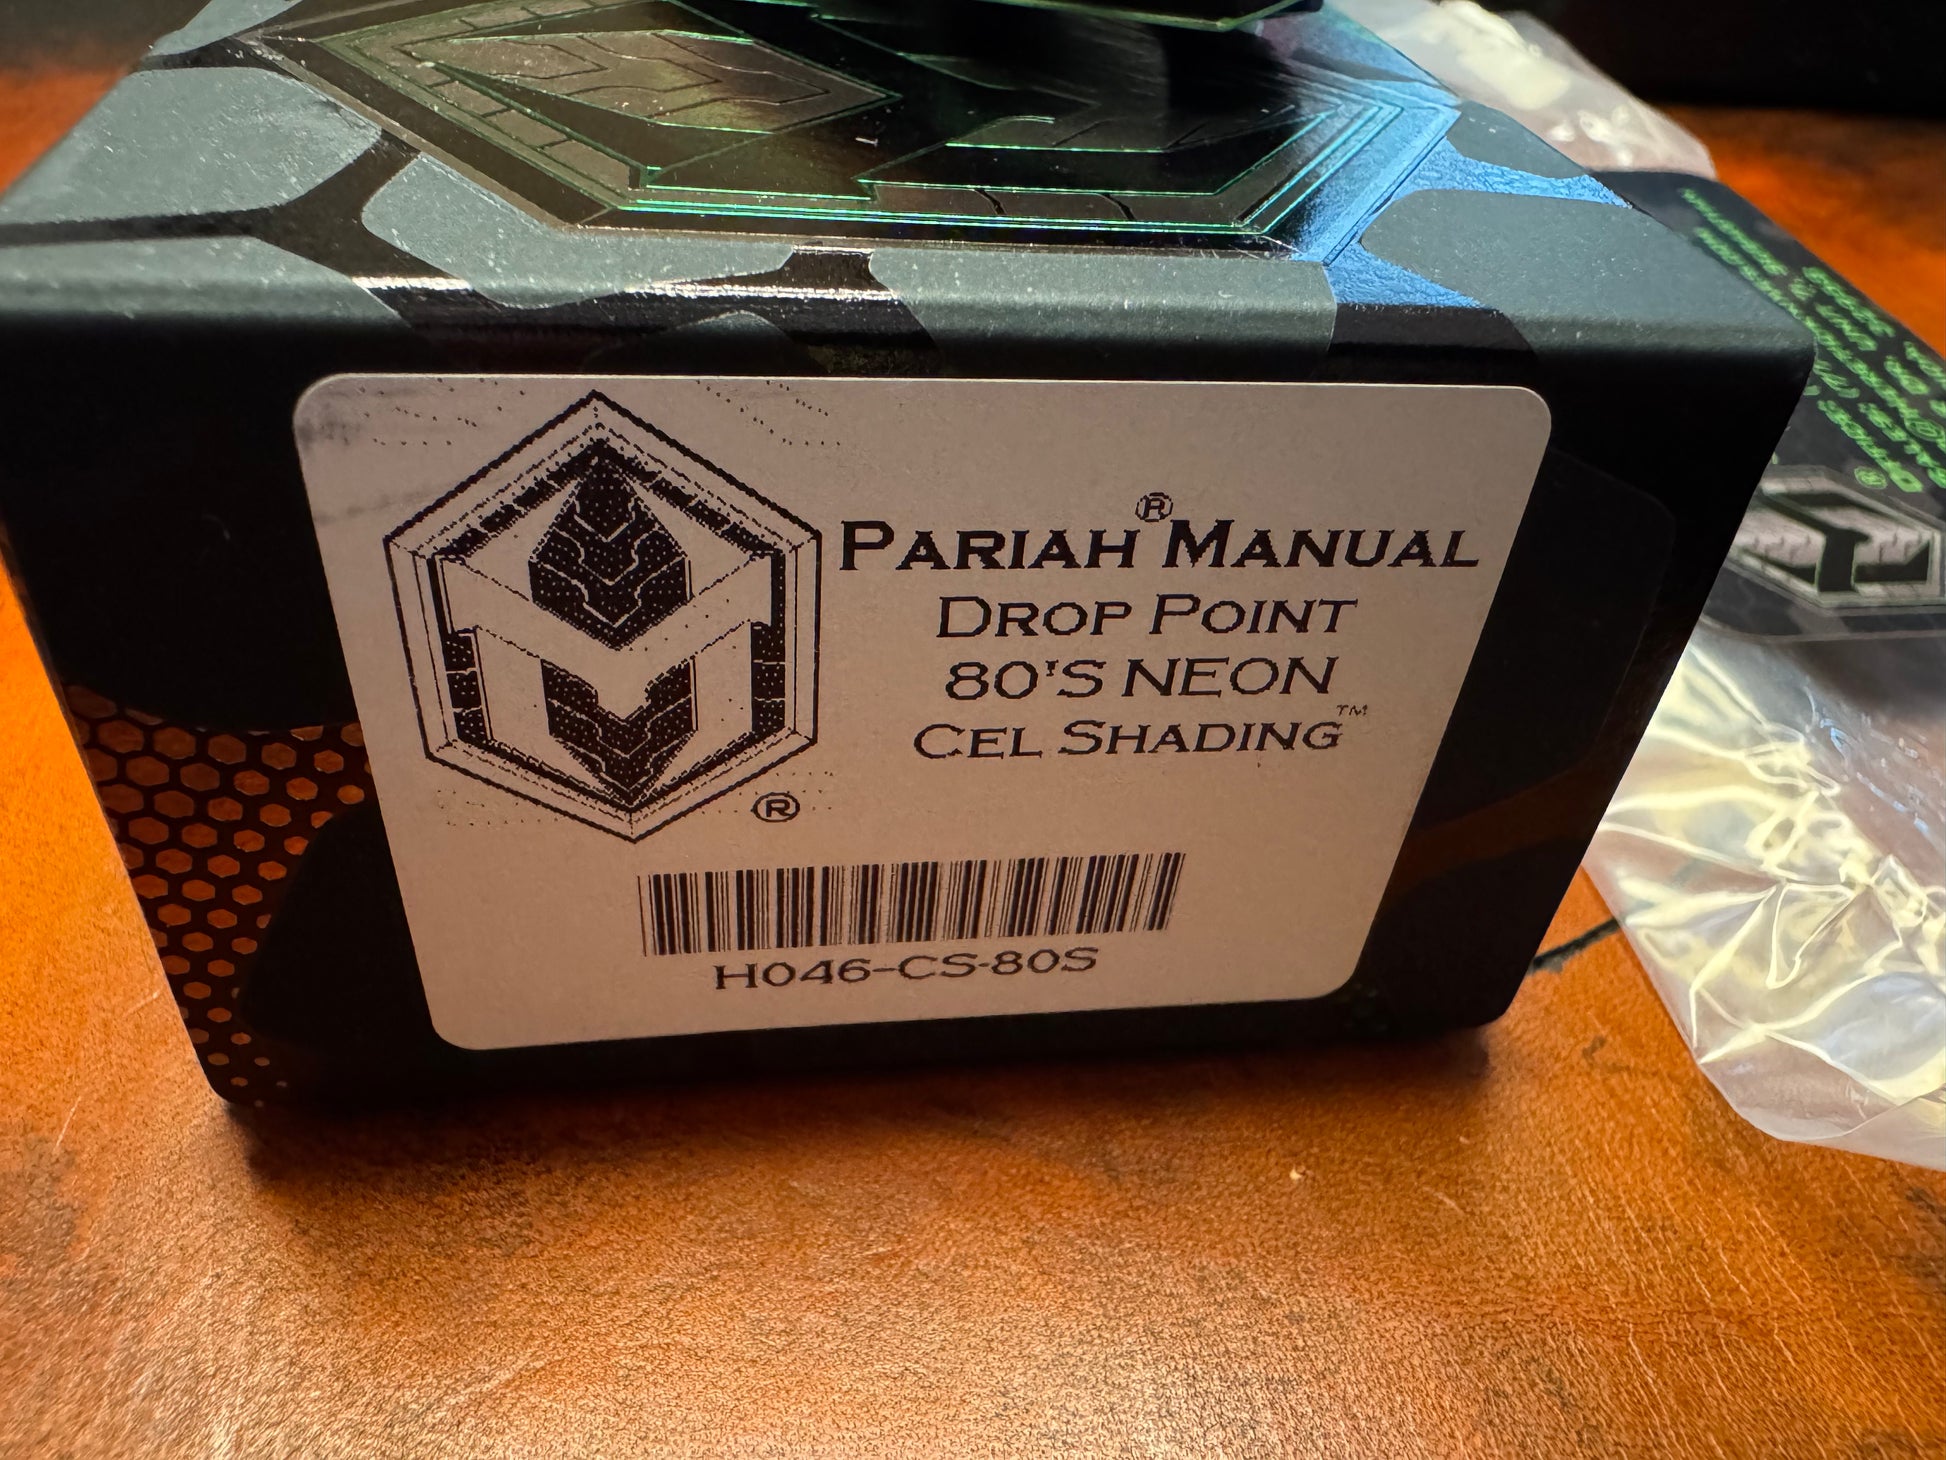 PARIAH® MANUAL
DROP POINT
80'S NEON
CEL SHADING™
®
H046-CS-80S